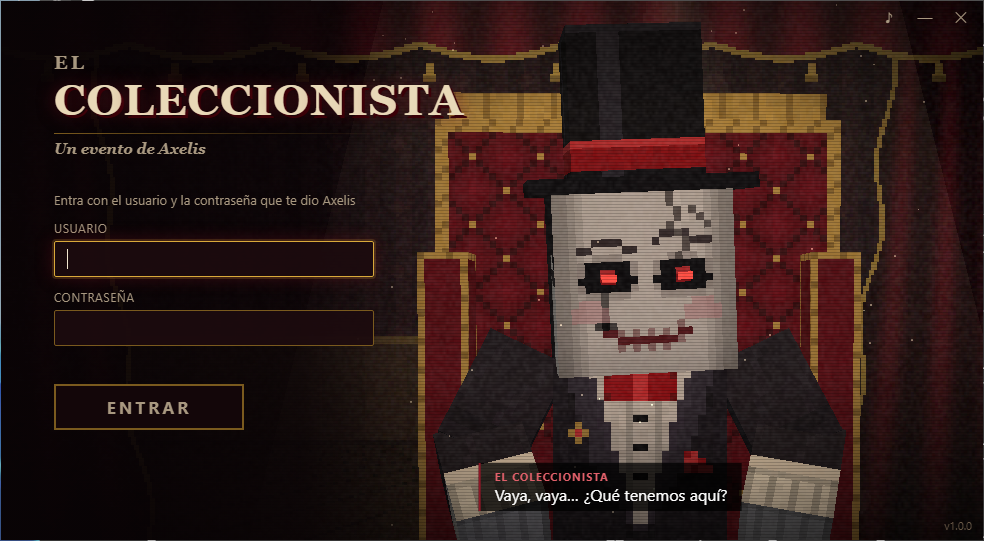 EL
COLECCIONISTA
Un evento de Axelis
Entra con el usuario y la contraseña que te dio Axelis
USUARIO
CONTRASEÑA
ENTRAR
EL COLECCIONISTA
Vaya, vaya... ¿Qué tenemos aquí?
v1.0.0